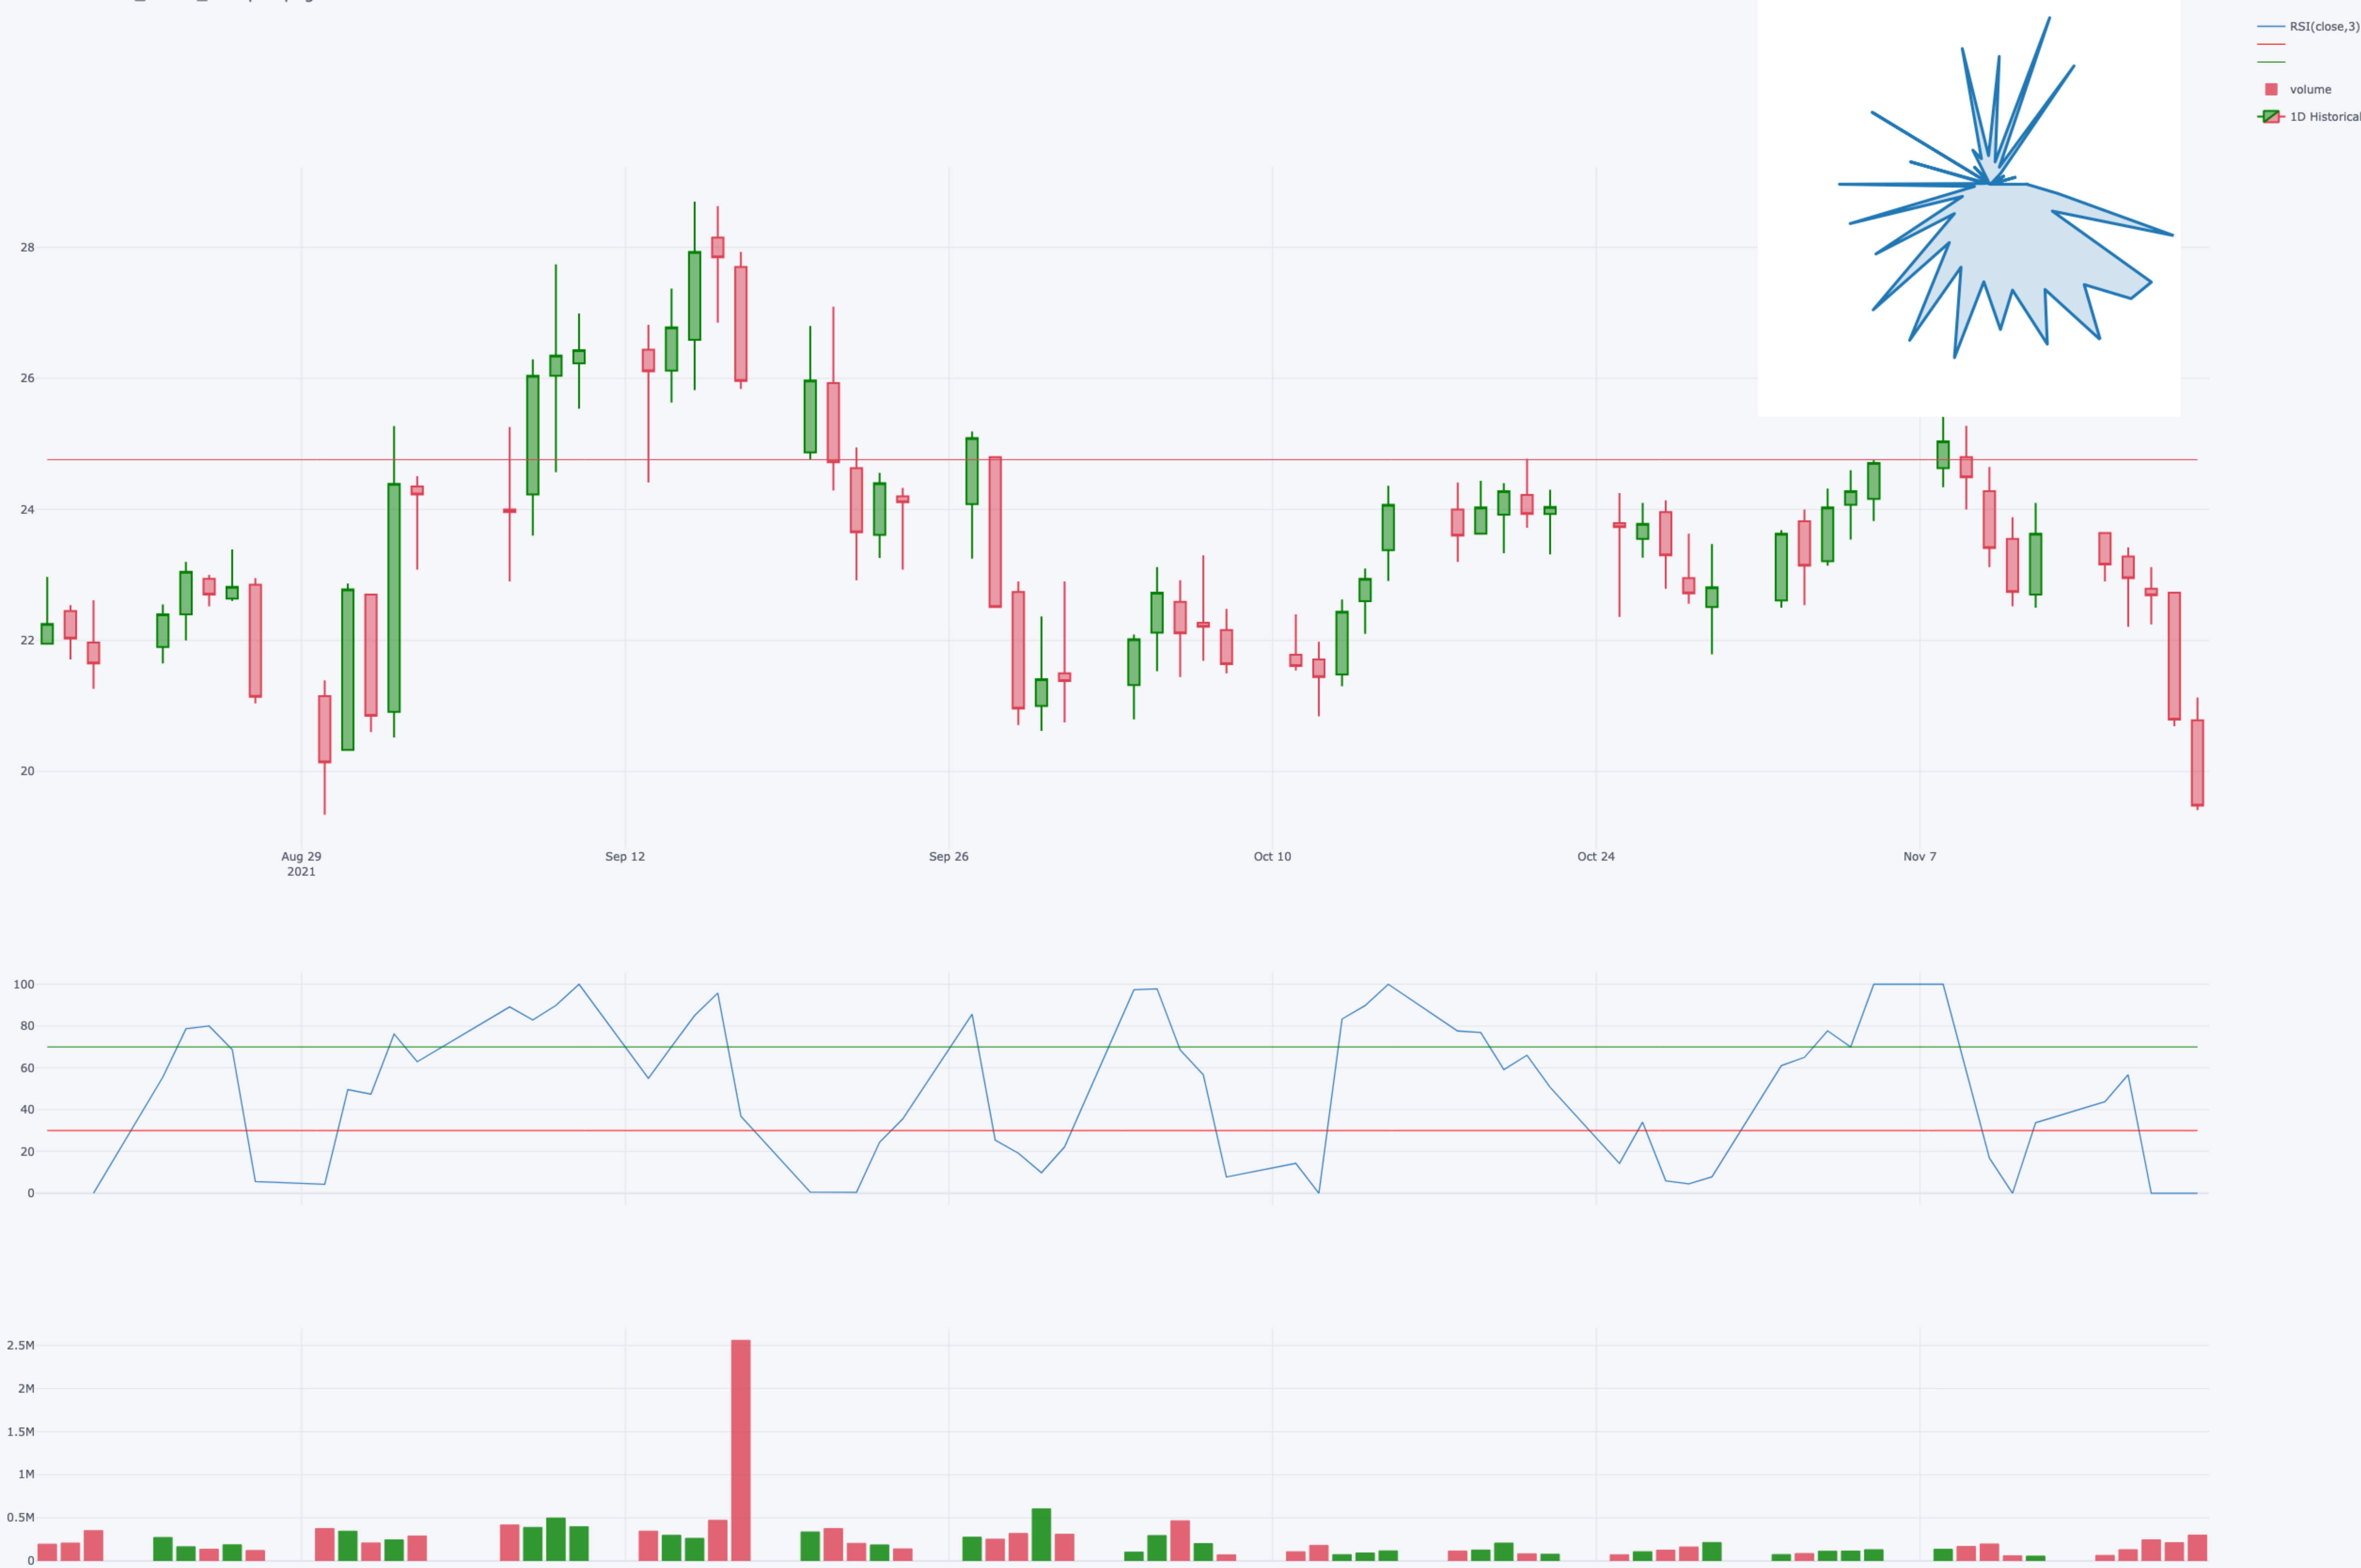 RSI(close,3)
volume
1D Historical
28
26
24
22
20
Aug 29
2021
Sep 12
Sep 26
Oct 10
Oct 24
Nov 7
100
80
60
40
20
0
2.5M
2M
1.5M
1M
0.5M
0